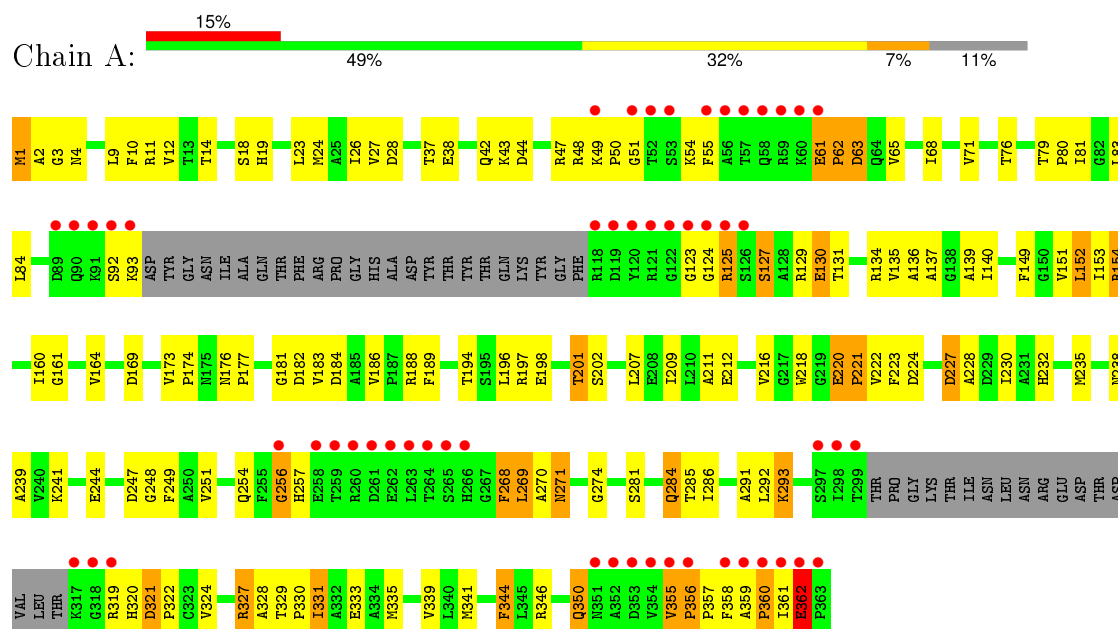 15%
Chain A:
49% 32% 7% 11%
M1 A2 G3 N4 L9 F10 R11 V12 T13 T14 S18 H19 L23 M24 A25 I26 V27 D28 T37 E38 Q42 K43 D44 R47 R48 K49 P50 G51 T52 S53 K54 F55 A56 T57 Q58 R59 K60 E61 P62 D63 Q64 V65 I68 V71 T76 T79 P80 I81 G82 L83
L84 D89 Q90 K91 S92 K93 ASP TYR GLY ASN ILE ALA GLN THR PHE ARG PRO GLY HIS ALA ASP TYR THR TYR THR GLN LYS TYR GLY PHE R118 D119 Y120 R121 G122 G123 G124 R125 S126 S127 A128 R129 E130 T131 R134 V135 A136 A137 G138 A139 I140 F149 G150 V151 L152 I153 R154
I160 G161 V164 D169 V173 P174 N175 N176 P177 G181 D182 V183 D184 A185 V186 P187 R188 F189 T194 S195 L196 R197 E198 T201 S202 L207 E208 I209 L210 A211 E212 V216 G217 W218 G219 E220 P221 V222 F223 D224 D227 A228 D229 I230 A231 H232 M235 N238
A239 V240 K241 E244 D247 G248 F249 A250 V251 Q254 F255 G256 H257 E258 T259 R260 D261 E262 L263 T264 S265 H266 G267 F268 L269 A270 N271 G274 S281 Q284 T285 I286 A291 L292 K293 S297 I298 T299 THR PRO GLY LYS THR ILE ASN LEU ASN ARG GLU ASP THR ASP
VAL LEU THR K317 G318 R319 H320 D321 P322 C323 V324 R327 A328 T329 P330 I331 A332 E333 A334 M335 V339 L340 M341 F344 L345 R346 Q350 N351 A352 D353 V354 V355 P356 P357 F358 A359 P360 I361 E362 P363